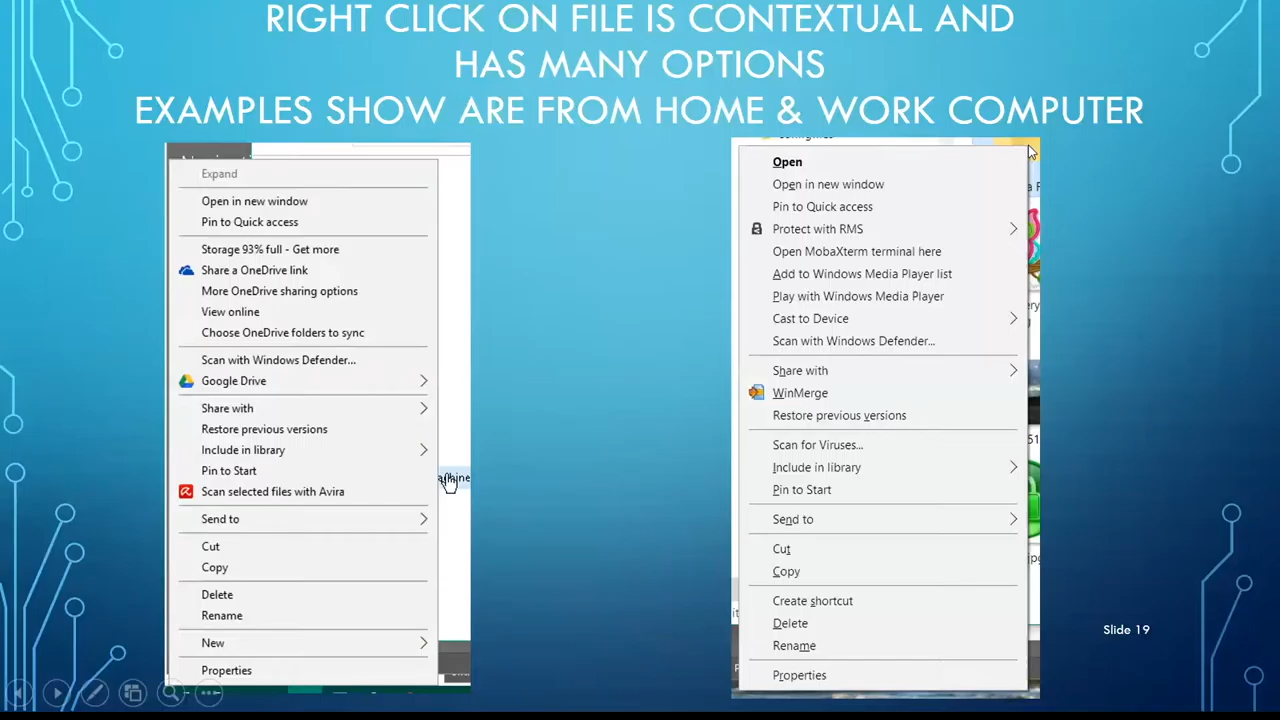 RIGHT CLICK ON FILE IS CONTEXTUAL AND
HAS MANY OPTIONS
EXAMPLES SHOW ARE FROM HOME & WORK COMPUTER
Expand
Open in new window
Pin to Quick access
Storage 93% full - Get more
Share a OneDrive link
More OneDrive sharing options
View online
Choose OneDrive folders to sync
Scan with Windows Defender...
Google Drive
Share with
Restore previous versions
Include in library
Pin to Start
Scan selected files with Avira
Send to
Cut
Copy
Delete
Rename
New
Properties
Open
Open in new window
Pin to Quick access
Protect with RMS
Open MobaXterm terminal here
Add to Windows Media Player list
Play with Windows Media Player
Cast to Device
Scan with Windows Defender...
Share with
WinMerge
Restore previous versions
Scan for Viruses...
Include in library
Pin to Start
Send to
Cut
Copy
Create shortcut
Delete
Rename
Properties
Slide 19